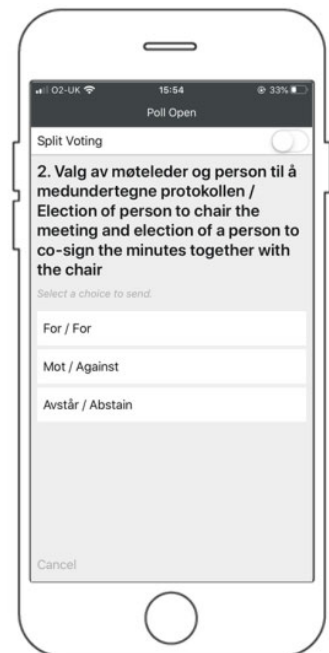 O2-UK 15:54 33%
Poll Open
Split Voting
2. Valg av møteleder og person til å
medundertegne protokollen /
Election of person to chair the
meeting and election of a person to
co-sign the minutes together with
the chair
Select a choice to send.
For / For
Mot / Against
Avstår / Abstain
Cancel